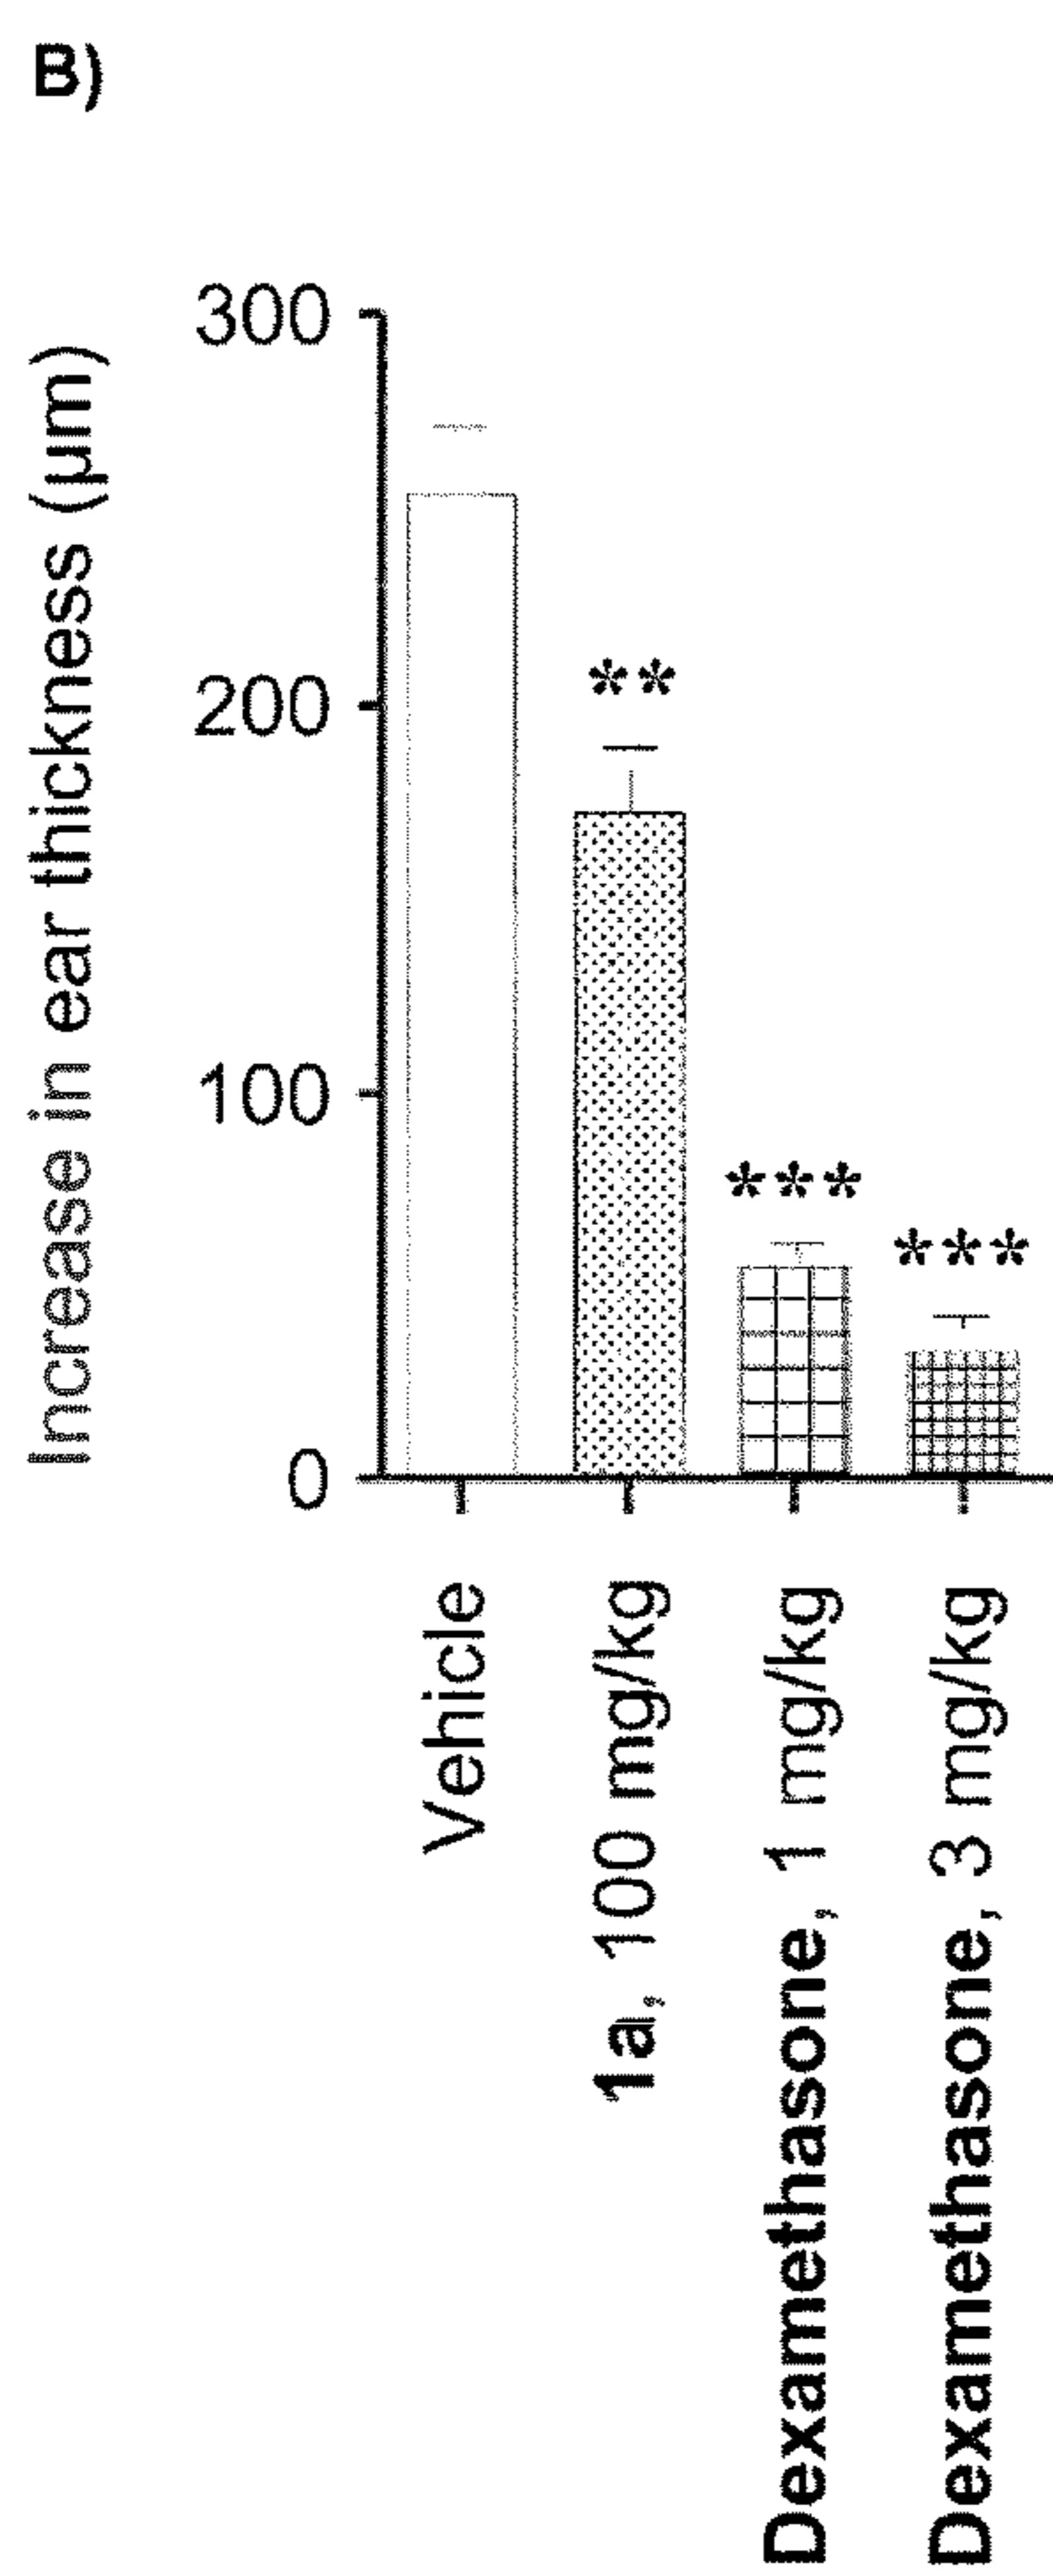 B)
Increase in ear thickness (μm)
300
200
100
0
**
***
***
Vehicle
1a, 100 mg/kg
Dexamethasone, 1 mg/kg
Dexamethasone, 3 mg/kg